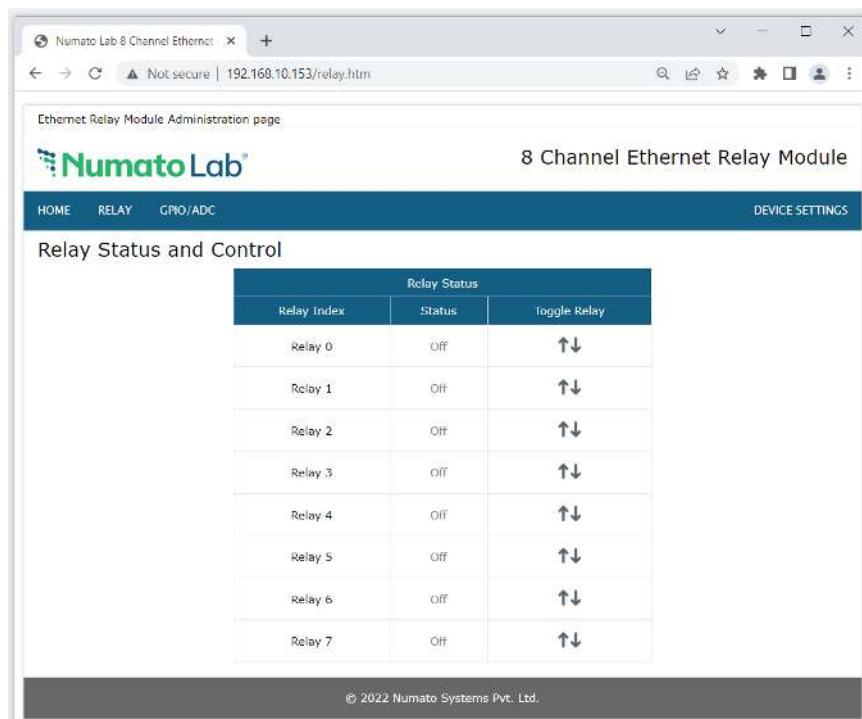 Numato Lab 8 Channel Ethernet
Not secure | 192.168.10.153/relay.htm
Ethernet Relay Module Administration page
Numato Lab
8 Channel Ethernet Relay Module
HOME RELAY GPIO/ADC DEVICE SETTINGS
Relay Status and Control
Relay Status
Relay Index Status Toggle Relay
Relay 0 Off
Relay 1 Off
Relay 2 Off
Relay 3 Off
Relay 4 Off
Relay 5 Off
Relay 6 Off
Relay 7 Off
© 2022 Numato Systems Pvt. Ltd.